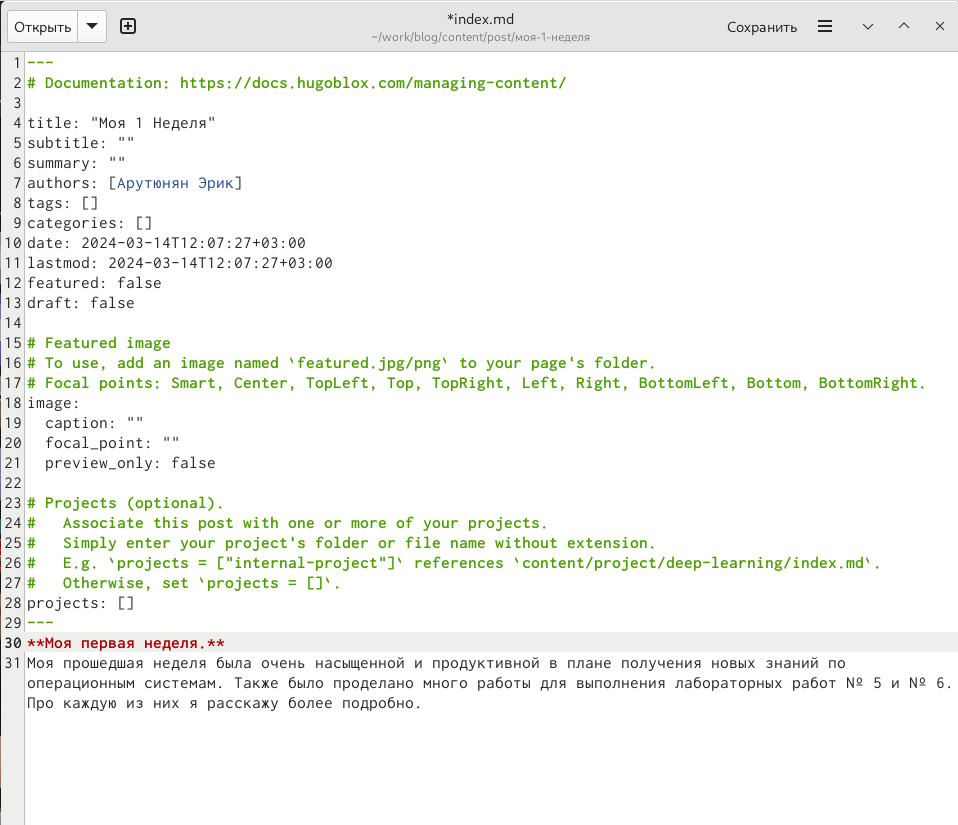 Открыть
*index.md
~/work/blog/content/post/моя-1-неделя
Сохранить
1 ---
2 # Documentation: https://docs.hugoblox.com/managing-content/
3
4 title: "Моя 1 Неделя"
5 subtitle: ""
6 summary: ""
7 authors: [Арутюнян Эрик]
8 tags: []
9 categories: []
10 date: 2024-03-14T12:07:27+03:00
11 lastmod: 2024-03-14T12:07:27+03:00
12 featured: false
13 draft: false
14
15 # Featured image
16 # To use, add an image named `featured.jpg/png` to your page's folder.
17 # Focal points: Smart, Center, TopLeft, Top, TopRight, Left, Right, BottomLeft, Bottom, BottomRight.
18 image:
19   caption: ""
20   focal_point: ""
21   preview_only: false
22
23 # Projects (optional).
24 #   Associate this post with one or more of your projects.
25 #   Simply enter your project's folder or file name without extension.
26 #   E.g. `projects = ["internal-project"]` references `content/project/deep-learning/index.md`.
27 #   Otherwise, set `projects = []`.
28 projects: []
29 ---
30 **Моя первая неделя.**
31 Моя прошедшая неделя была очень насыщенной и продуктивной в плане получения новых знаний по
операционным системам. Также было проделано много работы для выполнения лабораторных работ № 5 и № 6.
Про каждую из них я расскажу более подробно.